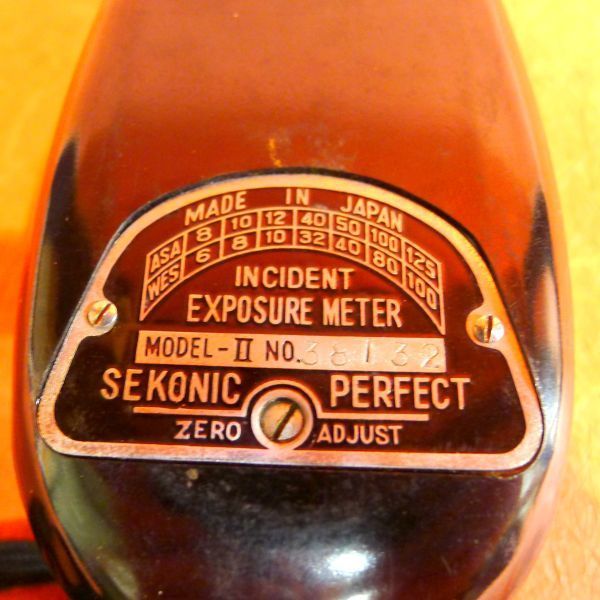 MADE IN JAPAN
ASA 8 10 12 40 50 100 125
WES 6 8 10 32 40 80 100
INCIDENT
EXPOSURE METER
MODEL-II NO. 38132
SEKONIC PERFECT
ZERO ADJUST